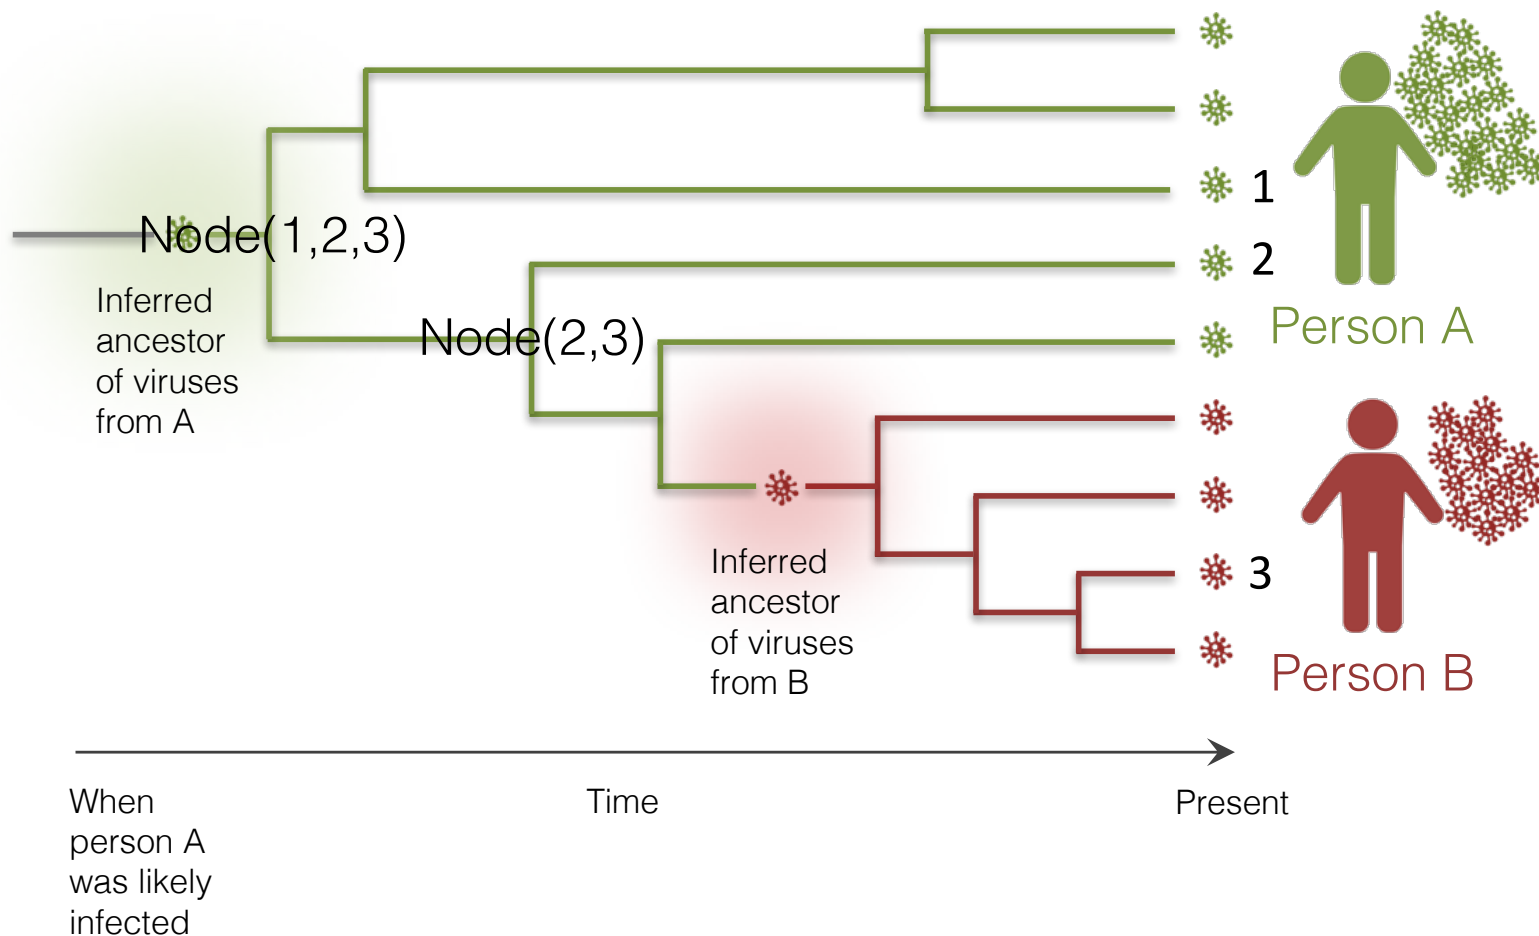 1
Node(1,2,3)
2
Inferred
ancestor
of viruses
from A
Person A
Node(2,3)
Inferred
ancestor
of viruses
from B
3
Person B
When
person A
was likely
infected
Time
Present